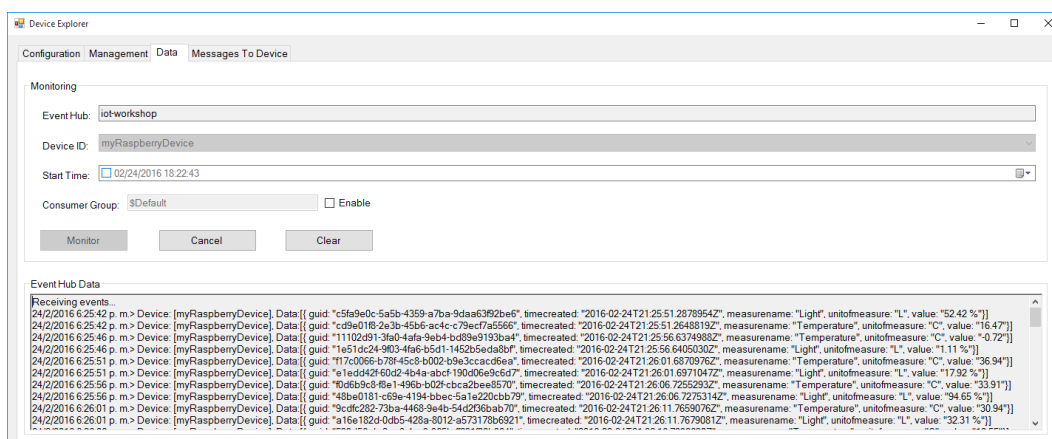 Device Explorer
Configuration Management Data Messages To Device
Monitoring
Event Hub: iot-workshop
Device ID: myRaspberryDevice
Start Time: 02/24/2016 18:22:43
Consumer Group: $Default Enable
Monitor Cancel Clear
Event Hub Data
Receiving events...
24/2/2016 6:25:42 p. m.> Device: [myRaspberryDevice], Data:[{ guid: "c5fa9e0c-5a5b-4359-a7ba-9daa63f92be6", timecreated: "2016-02-24T21:25:51.2878954Z", measurename: "Light", unitofmeasure: "L", value: "52.42 %"}]
24/2/2016 6:25:42 p. m.> Device: [myRaspberryDevice], Data:[{ guid: "cd9e01f8-2e3b-45b6-ac4c-c79ecf7a5566", timecreated: "2016-02-24T21:25:51.2648819Z", measurename: "Temperature", unitofmeasure: "C", value: "16.47"}]
24/2/2016 6:25:46 p. m.> Device: [myRaspberryDevice], Data:[{ guid: "11102d91-3fa0-4afa-9eb4-bd89e9193ba4", timecreated: "2016-02-24T21:25:56.6374988Z", measurename: "Temperature", unitofmeasure: "C", value: "-0.72"}]
24/2/2016 6:25:46 p. m.> Device: [myRaspberryDevice], Data:[{ guid: "1e51dc24-9f03-4fa6-b5d1-1452b5eda8bf", timecreated: "2016-02-24T21:25:56.6405030Z", measurename: "Light", unitofmeasure: "L", value: "1.11 %"}]
24/2/2016 6:25:51 p. m.> Device: [myRaspberryDevice], Data:[{ guid: "f17c0066-b78f-45c8-b002-b9e3ccacd6ea", timecreated: "2016-02-24T21:26:01.6870976Z", measurename: "Temperature", unitofmeasure: "C", value: "36.94"}]
24/2/2016 6:25:51 p. m.> Device: [myRaspberryDevice], Data:[{ guid: "e1edd42f-60d2-4b4a-abcf-190d06e9c6d7", timecreated: "2016-02-24T21:26:01.6971047Z", measurename: "Light", unitofmeasure: "L", value: "17.92 %"}]
24/2/2016 6:25:56 p. m.> Device: [myRaspberryDevice], Data:[{ guid: "f0d6b9c8-f8e1-496b-b02f-cbca2bee8570", timecreated: "2016-02-24T21:26:06.7255293Z", measurename: "Temperature", unitofmeasure: "C", value: "33.91"}]
24/2/2016 6:25:56 p. m.> Device: [myRaspberryDevice], Data:[{ guid: "48be0181-c69e-4194-bbec-5a1e220cbb79", timecreated: "2016-02-24T21:26:06.7275314Z", measurename: "Light", unitofmeasure: "L", value: "94.65 %"}]
24/2/2016 6:26:01 p. m.> Device: [myRaspberryDevice], Data:[{ guid: "9cdfc282-73ba-4468-9e4b-54d2f36bab70", timecreated: "2016-02-24T21:26:11.7659076Z", measurename: "Temperature", unitofmeasure: "C", value: "30.94"}]
24/2/2016 6:26:01 p. m.> Device: [myRaspberryDevice], Data:[{ guid: "a16e182d-0db5-428a-8012-a573178b6921", timecreated: "2016-02-24T21:26:11.7679081Z", measurename: "Light", unitofmeasure: "L", value: "32.31 %"}]